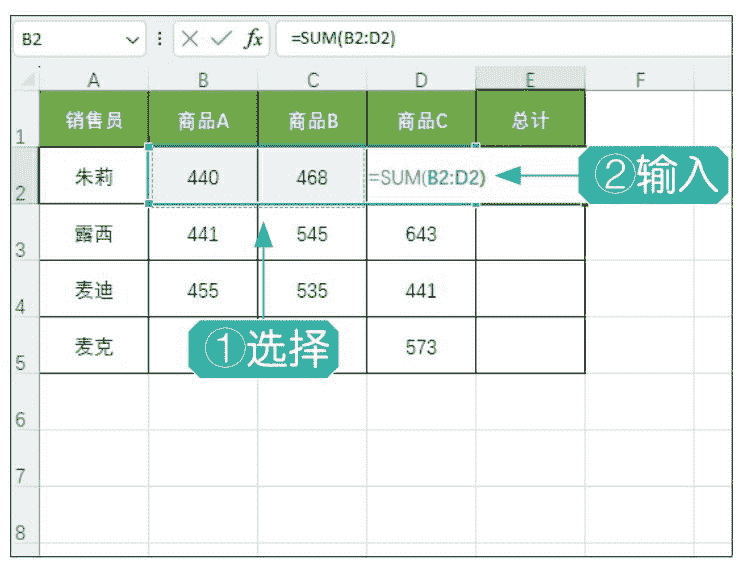 B2 fx =SUM(B2:D2)
A B C D E F
1 销售员 商品A 商品B 商品C 总计
2 朱莉 440 468 =SUM(B2:D2) ②输入
3 露西 441 545 643
4 麦迪 455 535 441
5 麦克 ①选择 573
6
7
8